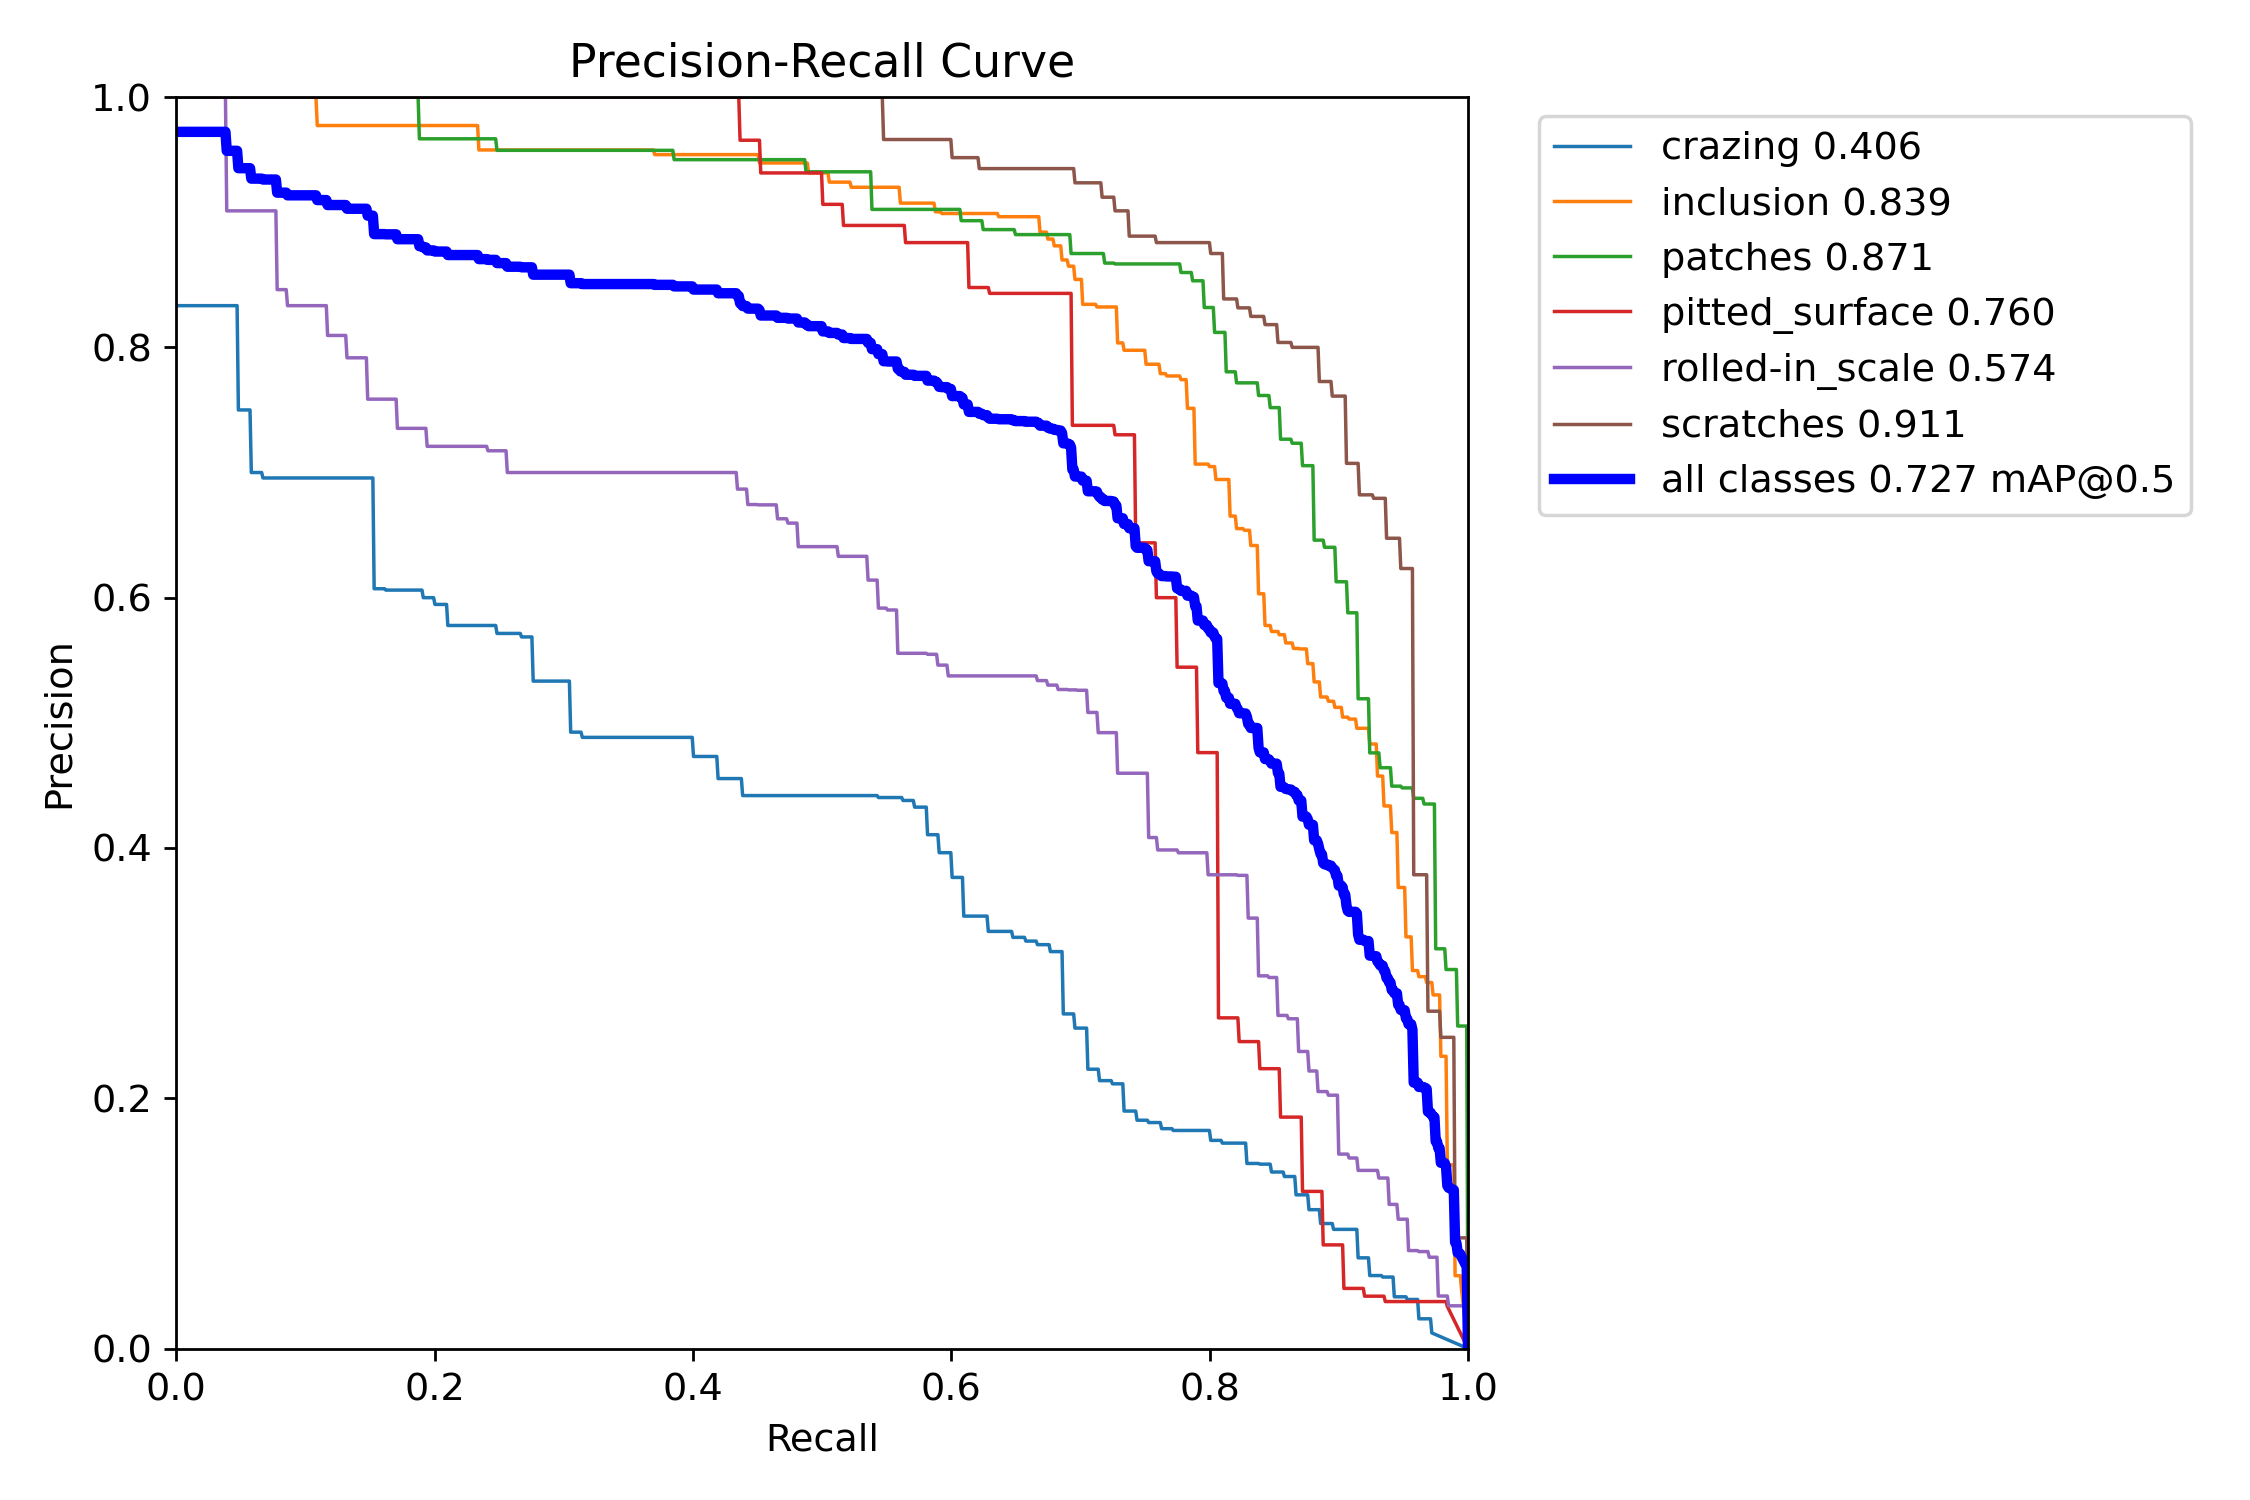 Precision-Recall Curve
1.0
0.8
0.6
0.4
0.2
0.0
Precision
0.0 0.2 0.4 0.6 0.8 1.0
Recall
crazing 0.406
inclusion 0.839
patches 0.871
pitted_surface 0.760
rolled-in_scale 0.574
scratches 0.911
all classes 0.727 mAP@0.5